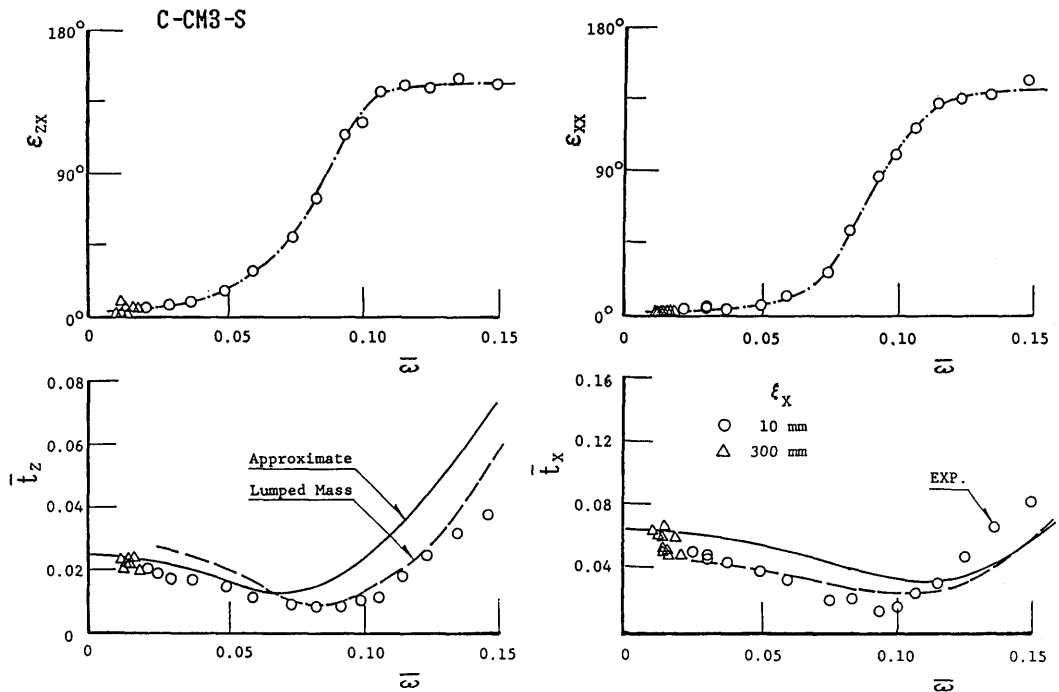 C-CM3-S
180°
90°
0°
ε_ZX
0
0.05
0.10
0.15
ω̅
180°
90°
0°
ε_XX
0
0.05
0.10
0.15
ω̅
0.08
0.06
0.04
0.02
0
t̅_Z
Approximate
Lumped Mass
0
0.05
0.10
0.15
ω̅
0.16
0.12
0.08
0.04
t̅_X
ξ_X
10 mm
300 mm
EXP.
0
0.05
0.10
0.15
ω̅